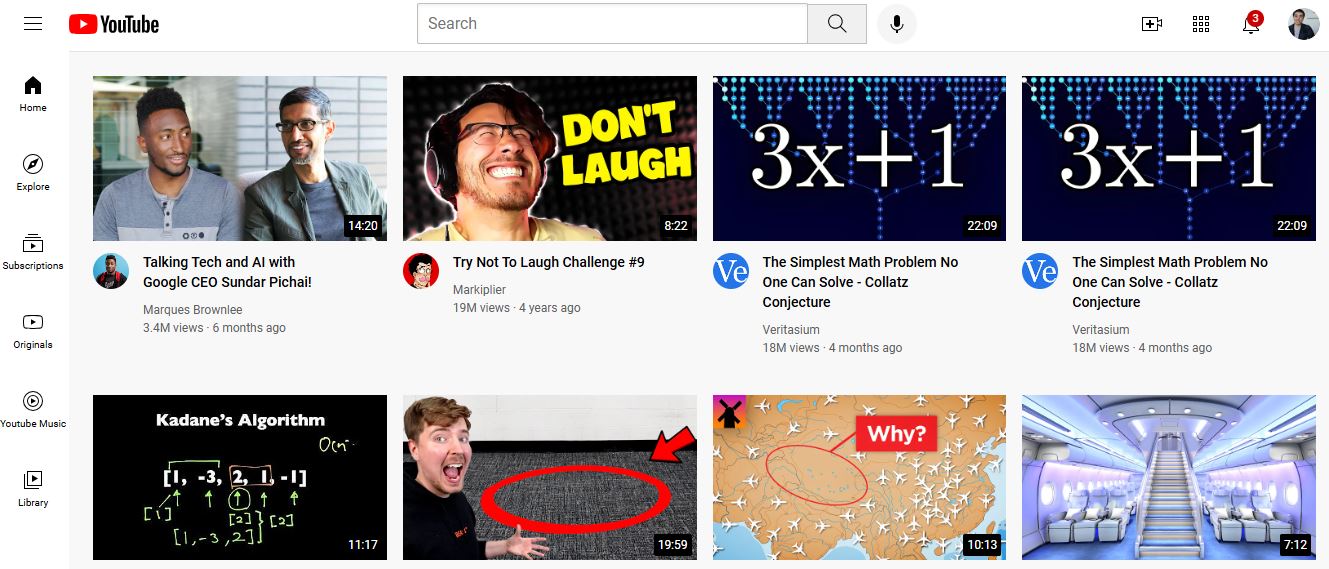 YouTube
Search
3
Home
Explore
Subscriptions
Originals
Youtube Music
Library
DON'T
LAUGH
3x+1
3x+1
14:20
8:22
22:09
22:09
Talking Tech and AI with
Google CEO Sundar Pichai!
Marques Brownlee
3.4M views · 6 months ago
Try Not To Laugh Challenge #9
Markiplier
19M views · 4 years ago
Ve
The Simplest Math Problem No
One Can Solve - Collatz
Conjecture
Veritasium
18M views · 4 months ago
Ve
The Simplest Math Problem No
One Can Solve - Collatz
Conjecture
Veritasium
18M views · 4 months ago
Kadane's Algorithm
[1, -3, 2, 1, -1]
[1]
[2]
[2]
[1,-3,2]
11:17
19:59
Why?
10:13
7:12